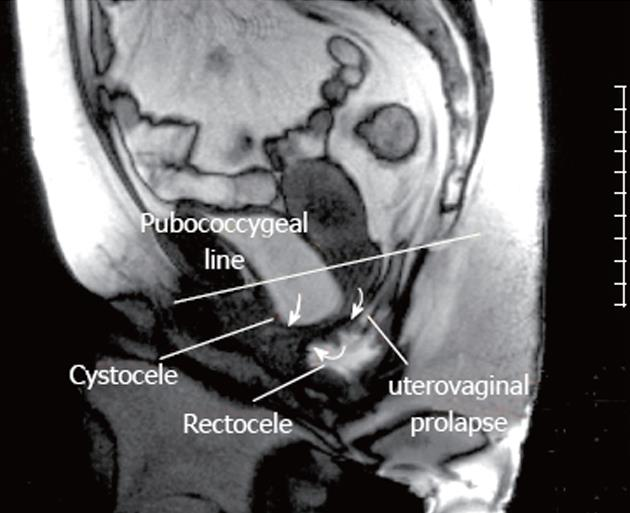 Pubococcygeal
line
Cystocele
Rectocele
uterovaginal
prolapse